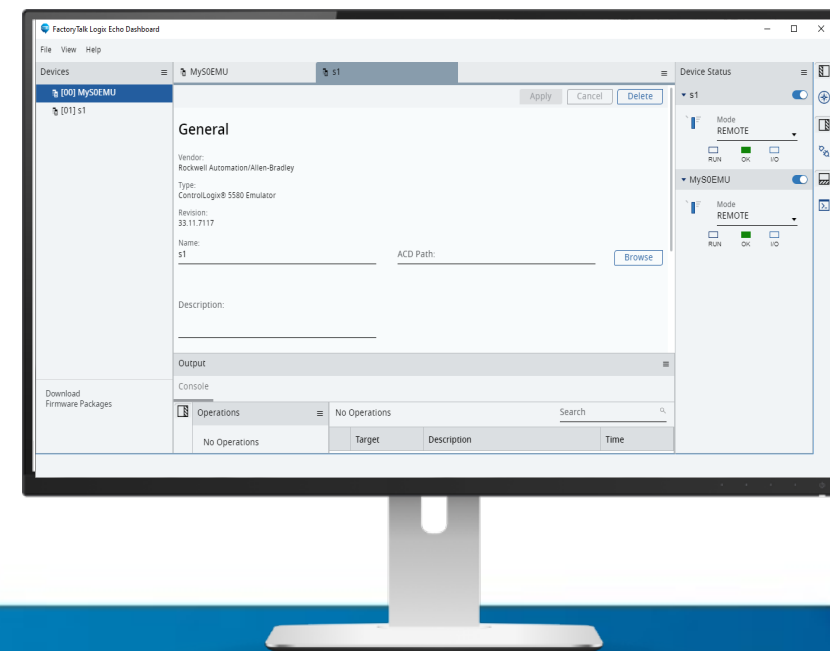 FactoryTalk Logix Echo Dashboard
File View Help
Devices
[00] MyS0EMU
[01] s1
Download
Firmware Packages
MyS0EMU
s1
Apply Cancel Delete
General
Vendor:
Rockwell Automation/Allen-Bradley
Type:
ControlLogix® 5580 Emulator
Revision:
33.11.7117
Name:
s1
ACD Path:
Browse
Description:
Output
Console
Operations
No Operations
No Operations
Search
Target Description Time
Device Status
s1
Mode
REMOTE
RUN OK I/O
MyS0EMU
Mode
REMOTE
RUN OK I/O